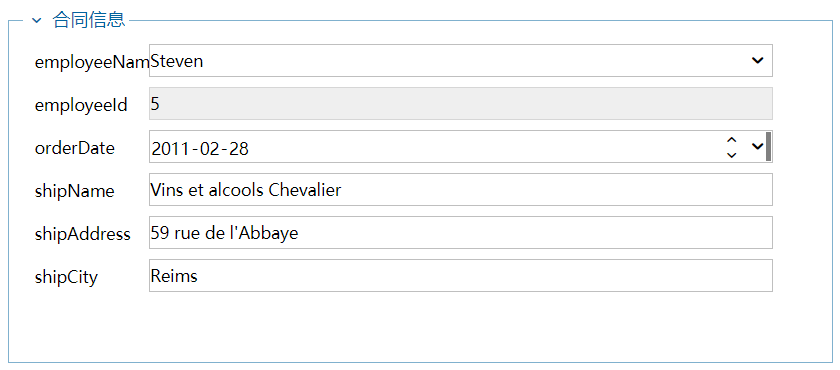 合同信息
employeeNam Steven
employeeId 5
orderDate 2011-02-28
shipName Vins et alcools Chevalier
shipAddress 59 rue de l'Abbaye
shipCity Reims